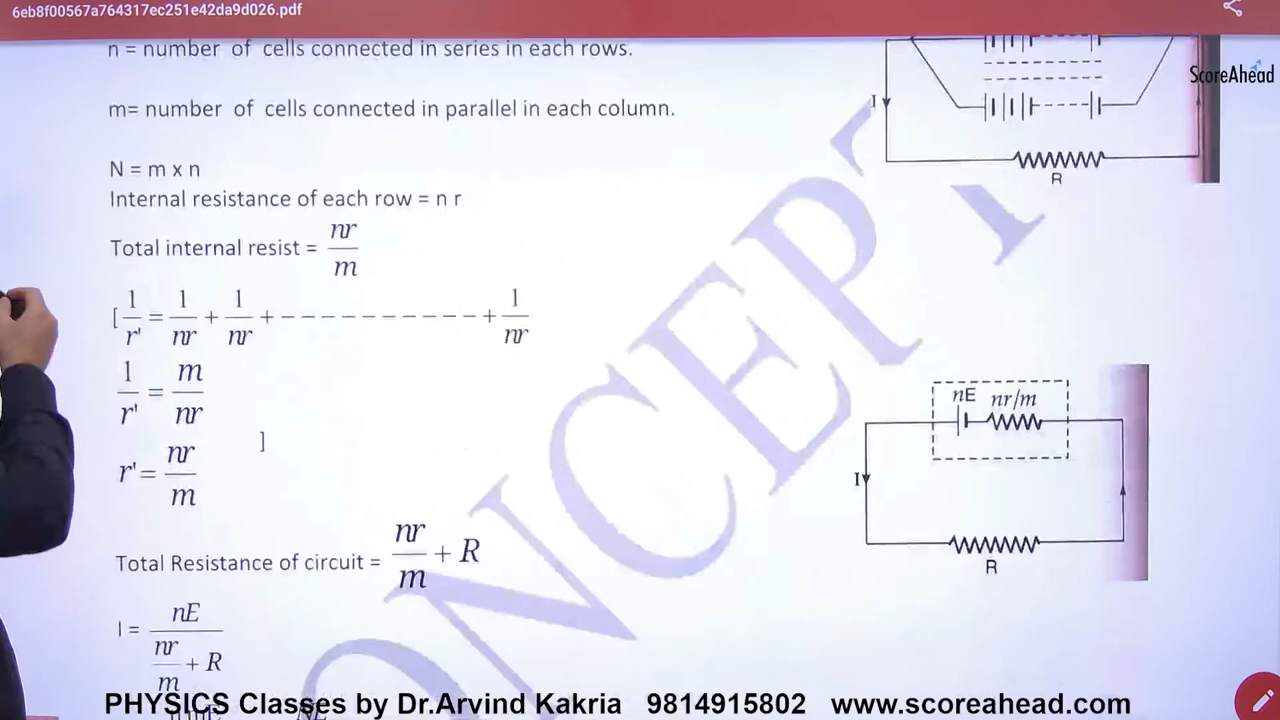 6eb8f00567a764317ec251e42da9d026.pdf
ScoreAhead
n = number of cells connected in series in each rows.
m= number of cells connected in parallel in each column.
I
R
N = m x n
Internal resistance of each row = n r
Total internal resist = nr/m
[1/r' = 1/nr + 1/nr + - - - - - - - - - - - + 1/nr
1/r' = m/nr
]
r' = nr/m
nE nr/m
I
R
Total Resistance of circuit = nr/m + R
I = nE/(nr/m + R)
CONCEPT
PHYSICS Classes by Dr.Arvind Kakria 9814915802 www.scoreahead.com